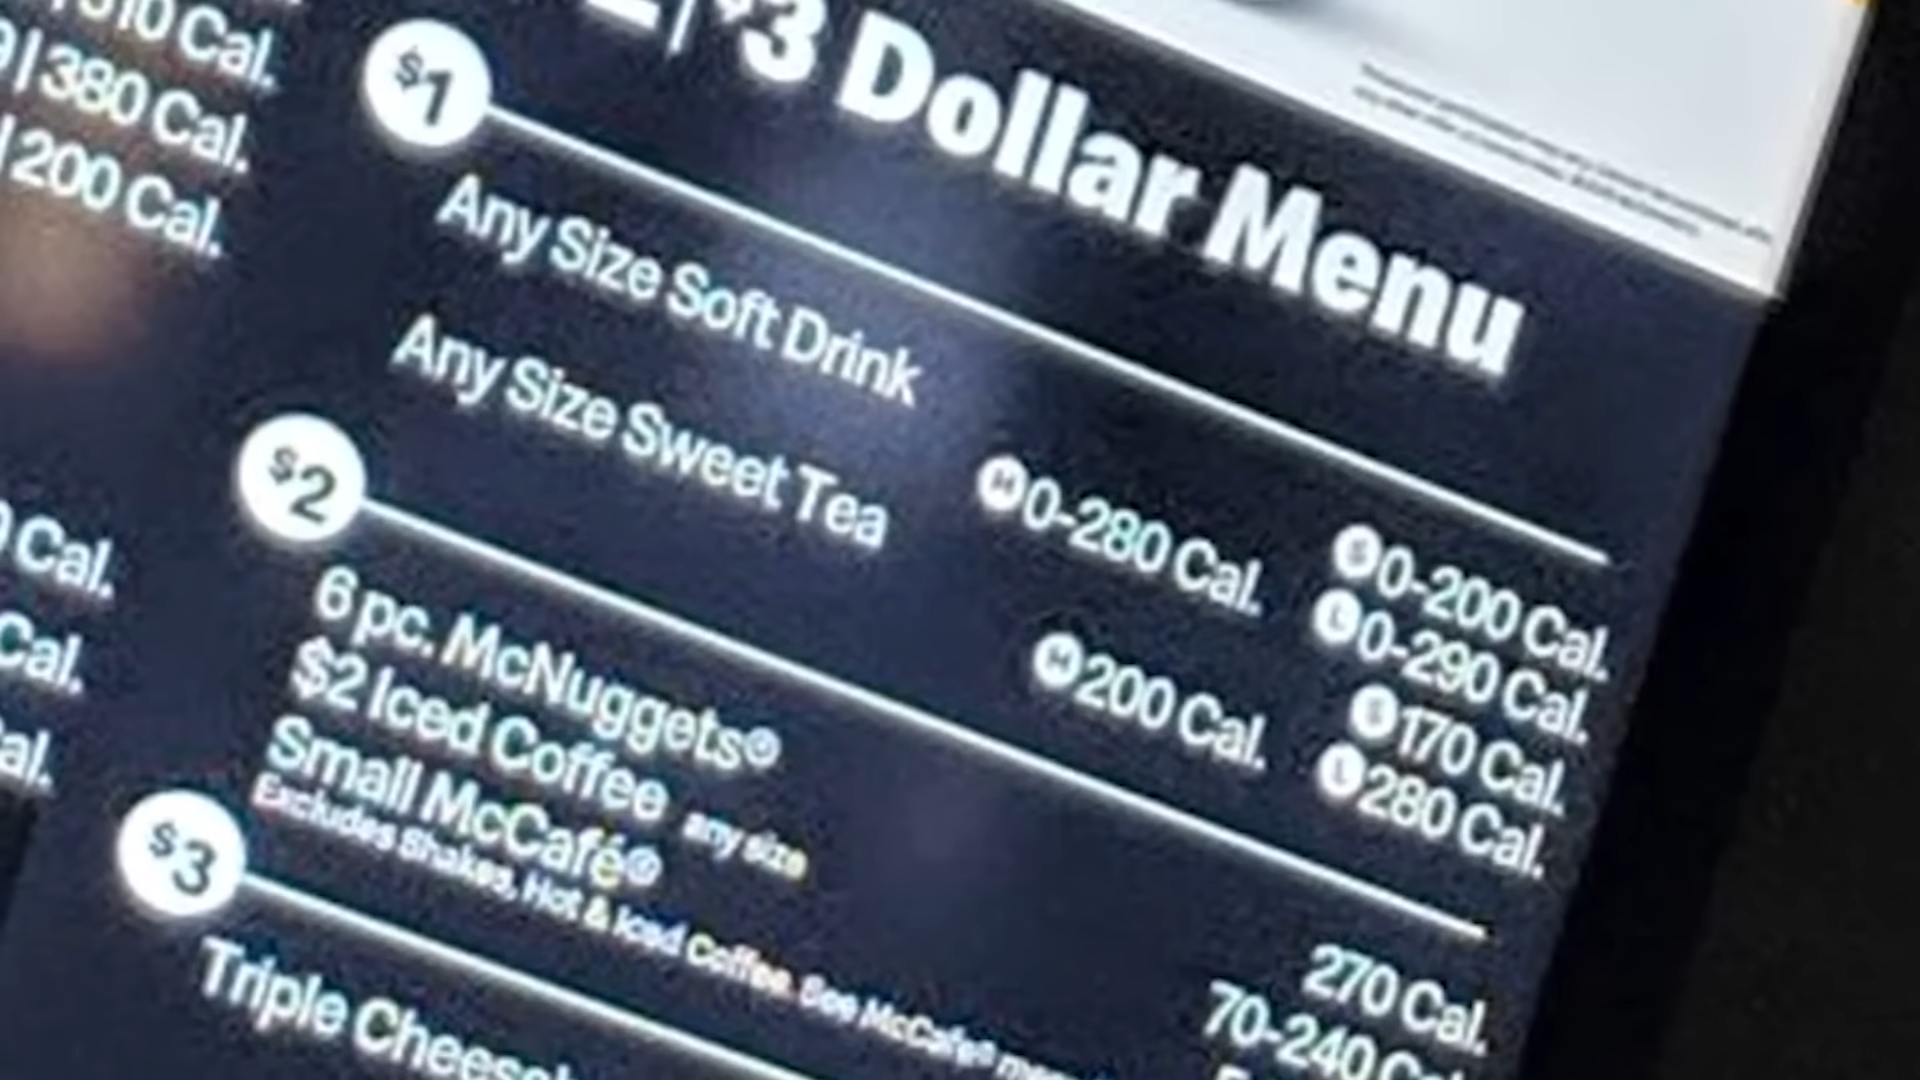 310 Cal.
| 380 Cal.
| 200 Cal.
Cal.
Cal.
Cal.
| $3 Dollar Menu
$1
Any Size Soft Drink
S 0-200 Cal.
M 0-280 Cal.
L 0-290 Cal.
Any Size Sweet Tea
S 170 Cal.
M 200 Cal.
L 280 Cal.
$2
6 pc. McNuggets® 270 Cal.
$2 Iced Coffee any size 70-240
Small McCafé®
Excludes Shakes, Hot & Iced Coffee. See McCafé®
$3
Triple